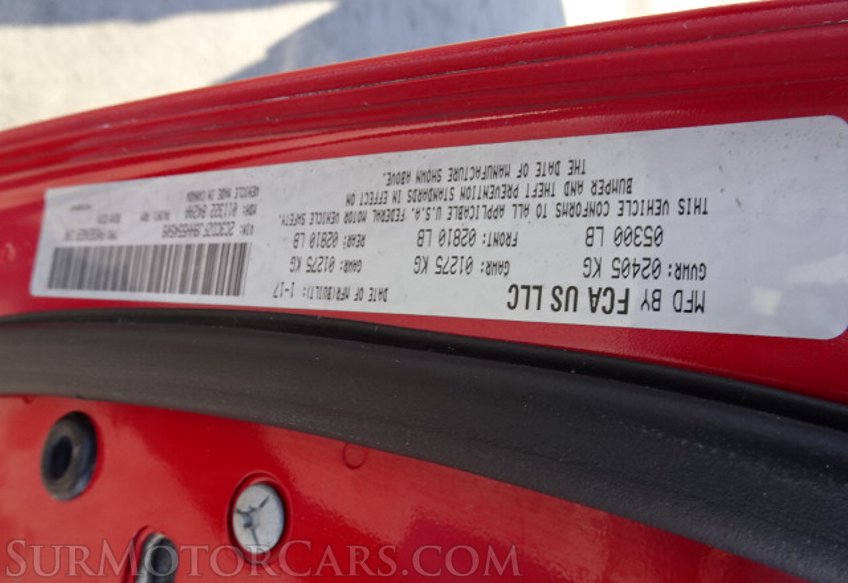 MFD BY FCA US LLC
DATE OF MFR(BUILT): 1-17
GVWR: 02405 KG
GAWR: 01275 KG
GAWR: 01275 KG
05300 LB
FRONT: 02810 LB
REAR: 02810 LB
THIS VEHICLE CONFORMS TO ALL APPLICABLE U.S.A. FEDERAL MOTOR VEHICLE SAFETY,
BUMPER AND THEFT PREVENTION STANDARDS IN EFFECT ON
THE DATE OF MANUFACTURE SHOWN ABOVE.
VIN:
MDH:
VEHICLE MADE IN CANADA
SURMOTORCARS.COM